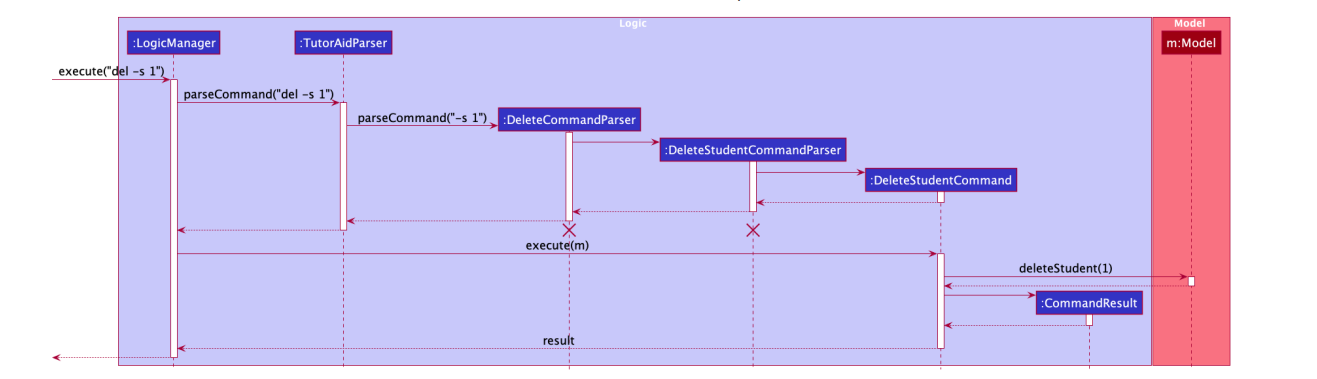 Logic
Model
:LogicManager
:TutorAidParser
m:Model
execute("del -s 1")
parseCommand("del -s 1")
parseCommand("-s 1")
:DeleteCommandParser
:DeleteStudentCommandParser
:DeleteStudentCommand
execute(m)
deleteStudent(1)
:CommandResult
result